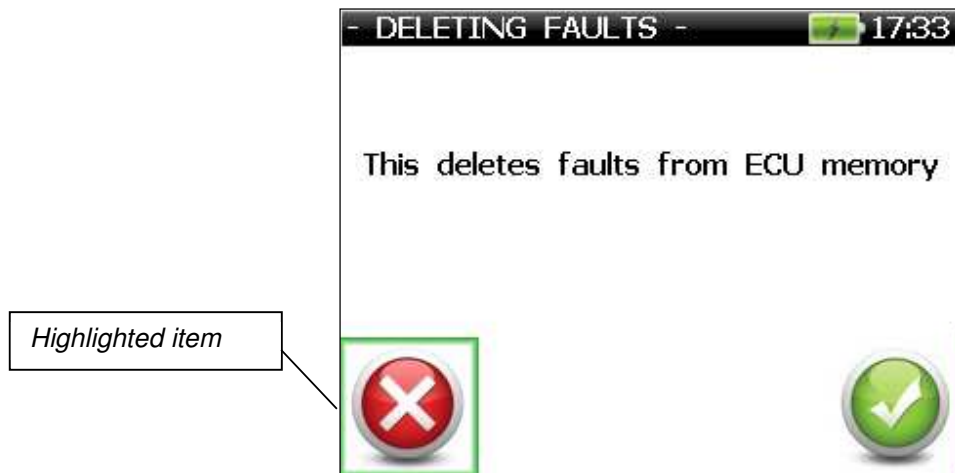 - DELETING FAULTS - 17:33
This deletes faults from ECU memory
Highlighted item